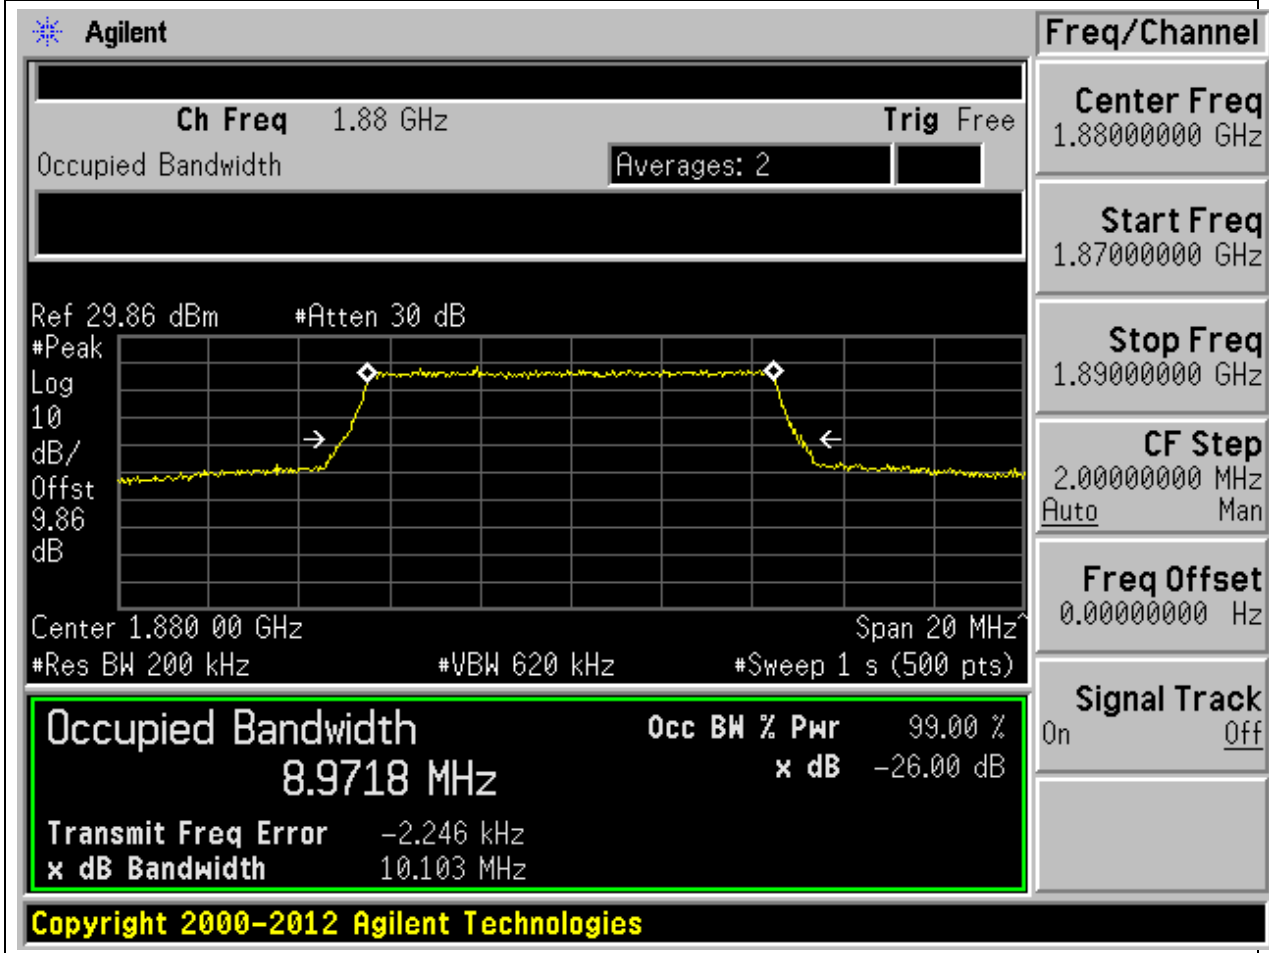 Agilent
Freq/Channel
Ch Freq 1.88 GHz Trig Free
Occupied Bandwidth Averages: 2
Center Freq
1.88000000 GHz
Start Freq
1.87000000 GHz
Stop Freq
1.89000000 GHz
CF Step
2.00000000 MHz
Auto Man
Freq Offset
0.00000000 Hz
Signal Track
On Off
Ref 29.86 dBm #Atten 30 dB
#Peak
Log
10
dB/
Offst
9.86
dB
Center 1.880 00 GHz Span 20 MHz^
#Res BW 200 kHz #VBW 620 kHz #Sweep 1 s (500 pts)
Occupied Bandwidth Occ BW % Pwr 99.00 %
8.9718 MHz x dB -26.00 dB
Transmit Freq Error -2.246 kHz
x dB Bandwidth 10.103 MHz
Copyright 2000-2012 Agilent Technologies